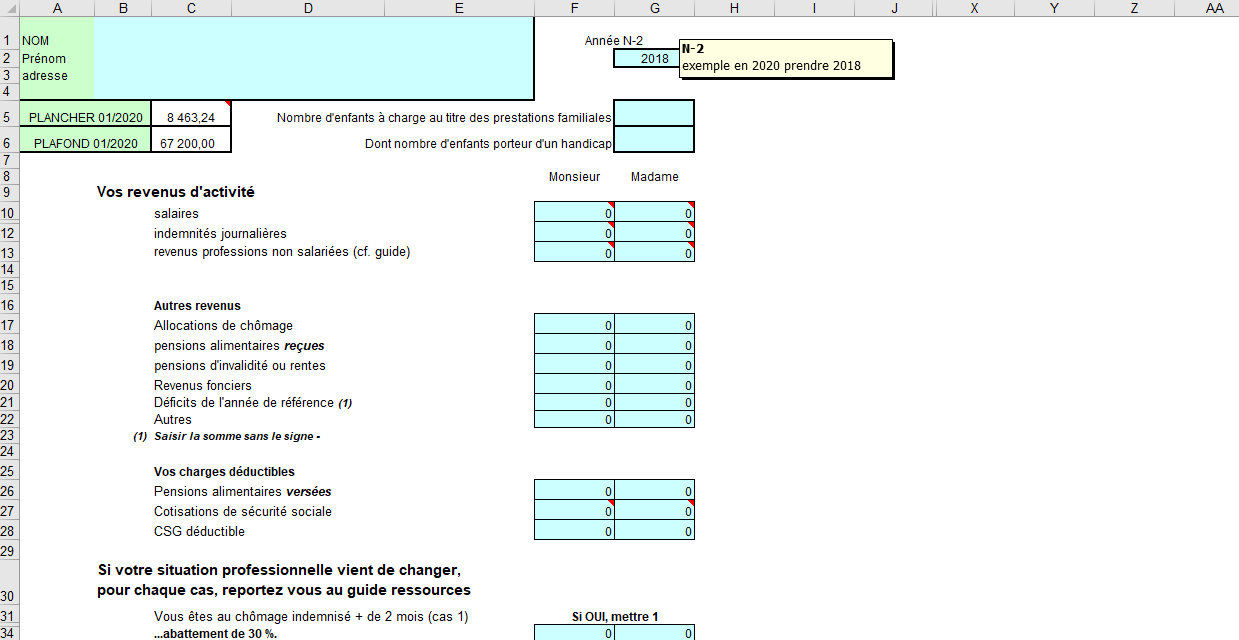 A B C D E F G H I J X Y Z AA
1 NOM Année N-2
N-2
2 Prénom 2018 exemple en 2020 prendre 2018
3 adresse
4
5 PLANCHER 01/2020 8 463,24 Nombre d'enfants à charge au titre des prestations familiales
6 PLAFOND 01/2020 67 200,00 Dont nombre d'enfants porteur d'un handicap
7
8 Monsieur Madame
9 Vos revenus d'activité
10 salaires 0 0
12 indemnités journalières 0 0
13 revenus professions non salariées (cf. guide) 0 0
14
15
16 Autres revenus
17 Allocations de chômage 0 0
18 pensions alimentaires reçues 0 0
19 pensions d'invalidité ou rentes 0 0
20 Revenus fonciers 0 0
21 Déficits de l'année de référence (1) 0 0
22 Autres 0 0
23 (1) Saisir la somme sans le signe -
24
25 Vos charges déductibles
26 Pensions alimentaires versées 0 0
27 Cotisations de sécurité sociale 0 0
28 CSG déductible 0 0
29
Si votre situation professionnelle vient de changer,
30 pour chaque cas, reportez vous au guide ressources
31 Vous êtes au chômage indemnisé + de 2 mois (cas 1) Si OUI, mettre 1
34 ...abattement de 30 %. 0 0